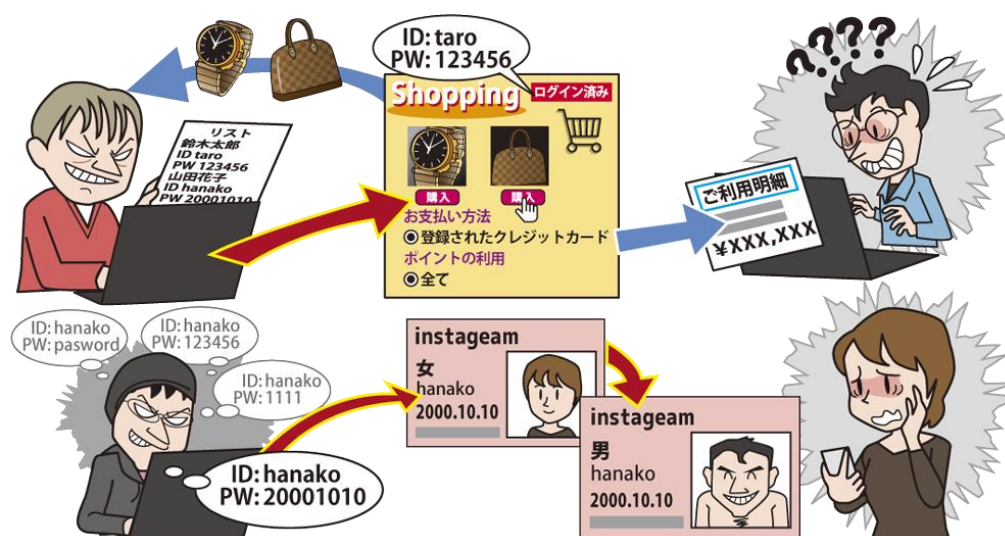 ID: taro
PW: 123456
Shopping
ログイン済み
リスト
鈴木太郎
ID taro
PW 123456
山田花子
ID hanako
PW 20001010
購入
購入
お支払い方法
登録されたクレジットカード
ポイントの利用
全て
????
ご利用明細
¥XXX,XXX
ID: hanako
PW: pasword
ID: hanako
PW: 123456
ID: hanako
PW: 1111
ID: hanako
PW: 20001010
instageam
女
hanako
2000.10.10
instageam
男
hanako
2000.10.10